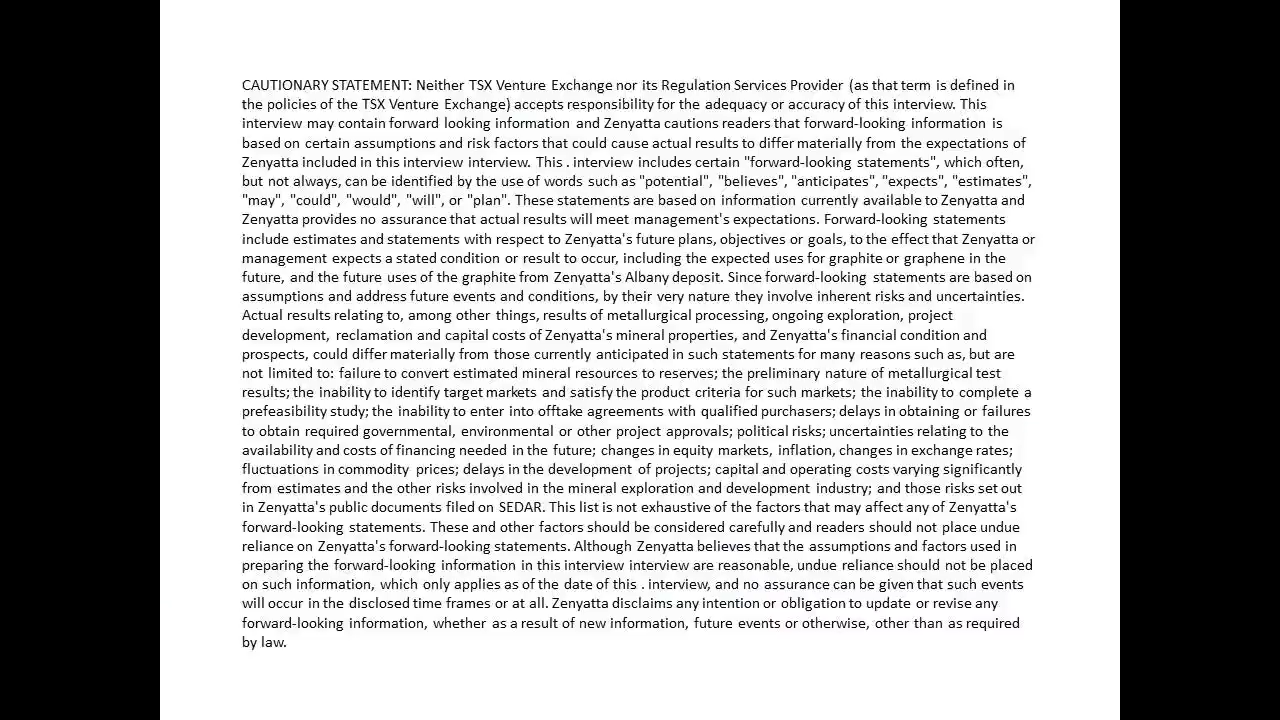 CAUTIONARY STATEMENT: Neither TSX Venture Exchange nor its Regulation Services Provider (as that term is defined in
the policies of the TSX Venture Exchange) accepts responsibility for the adequacy or accuracy of this interview. This
interview may contain forward looking information and Zenyatta cautions readers that forward-looking information is
based on certain assumptions and risk factors that could cause actual results to differ materially from the expectations of
Zenyatta included in this interview interview. This . interview includes certain "forward-looking statements", which often,
but not always, can be identified by the use of words such as "potential", "believes", "anticipates", "expects", "estimates",
"may", "could", "would", "will", or "plan". These statements are based on information currently available to Zenyatta and
Zenyatta provides no assurance that actual results will meet management's expectations. Forward-looking statements
include estimates and statements with respect to Zenyatta's future plans, objectives or goals, to the effect that Zenyatta or
management expects a stated condition or result to occur, including the expected uses for graphite or graphene in the
future, and the future uses of the graphite from Zenyatta's Albany deposit. Since forward-looking statements are based on
assumptions and address future events and conditions, by their very nature they involve inherent risks and uncertainties.
Actual results relating to, among other things, results of metallurgical processing, ongoing exploration, project
development, reclamation and capital costs of Zenyatta's mineral properties, and Zenyatta's financial condition and
prospects, could differ materially from those currently anticipated in such statements for many reasons such as, but are
not limited to: failure to convert estimated mineral resources to reserves; the preliminary nature of metallurgical test
results; the inability to identify target markets and satisfy the product criteria for such markets; the inability to complete a
prefeasibility study; the inability to enter into offtake agreements with qualified purchasers; delays in obtaining or failures
to obtain required governmental, environmental or other project approvals; political risks; uncertainties relating to the
availability and costs of financing needed in the future; changes in equity markets, inflation, changes in exchange rates;
fluctuations in commodity prices; delays in the development of projects; capital and operating costs varying significantly
from estimates and the other risks involved in the mineral exploration and development industry; and those risks set out
in Zenyatta's public documents filed on SEDAR. This list is not exhaustive of the factors that may affect any of Zenyatta's
forward-looking statements. These and other factors should be considered carefully and readers should not place undue
reliance on Zenyatta's forward-looking statements. Although Zenyatta believes that the assumptions and factors used in
preparing the forward-looking information in this interview interview are reasonable, undue reliance should not be placed
on such information, which only applies as of the date of this . interview, and no assurance can be given that such events
will occur in the disclosed time frames or at all. Zenyatta disclaims any intention or obligation to update or revise any
forward-looking information, whether as a result of new information, future events or otherwise, other than as required
by law.